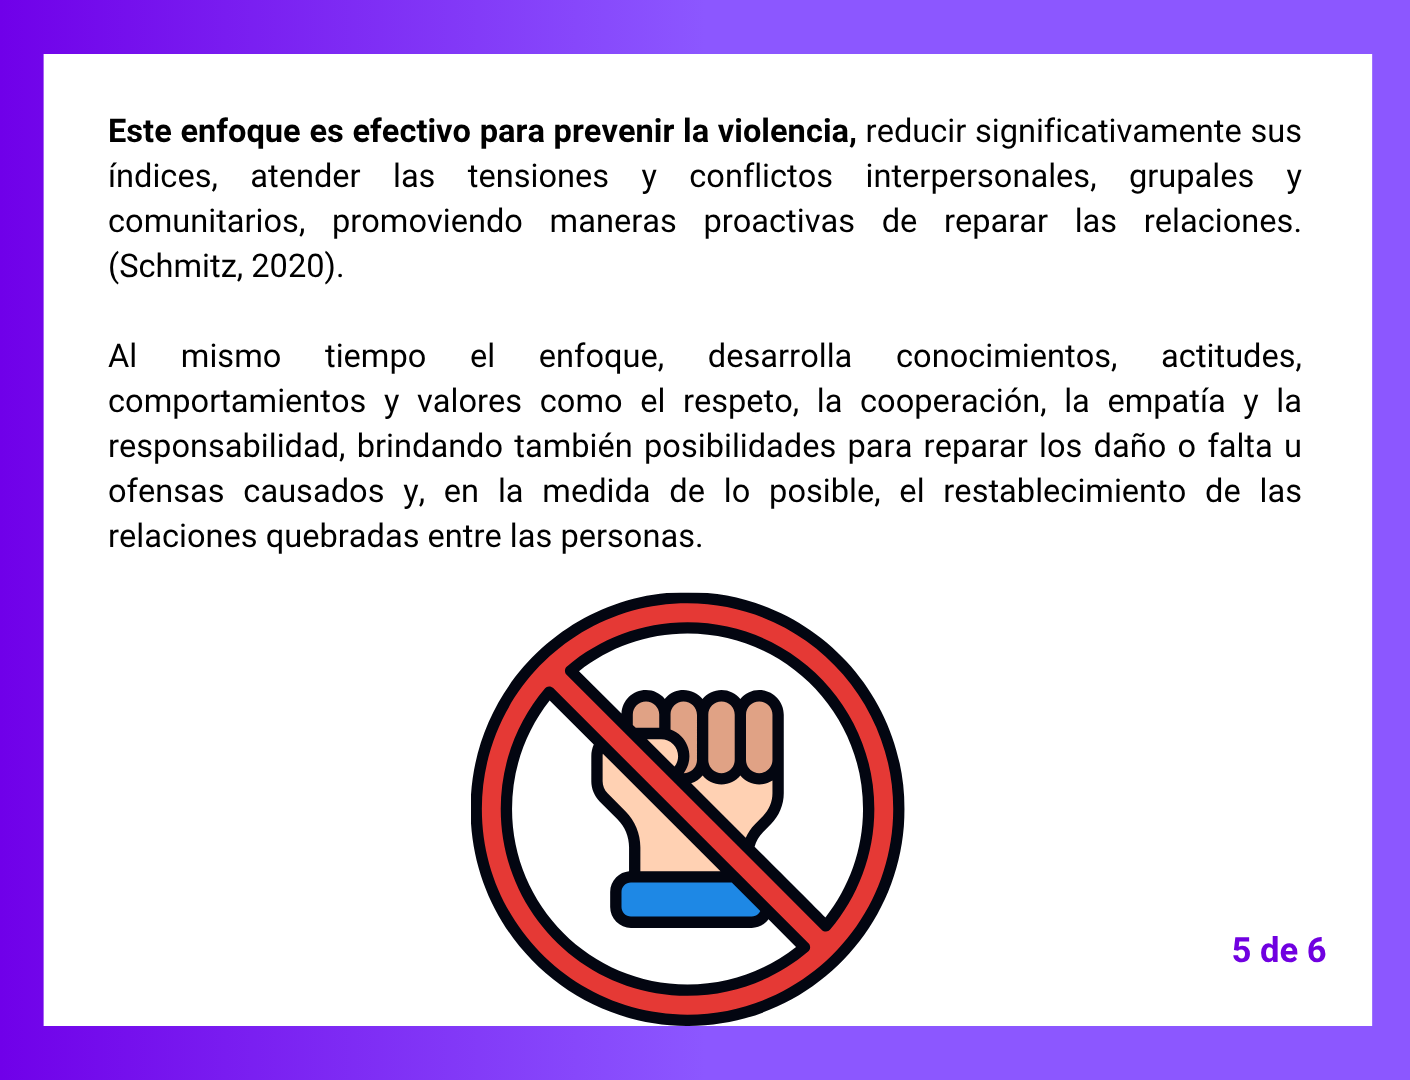 Este enfoque es efectivo para prevenir la violencia, reducir significativamente sus
índices, atender las tensiones y conflictos interpersonales, grupales y
comunitarios, promoviendo maneras proactivas de reparar las relaciones.
(Schmitz, 2020).
Al mismo tiempo el enfoque, desarrolla conocimientos, actitudes,
comportamientos y valores como el respeto, la cooperación, la empatía y la
responsabilidad, brindando también posibilidades para reparar los daño o falta u
ofensas causados y, en la medida de lo posible, el restablecimiento de las
relaciones quebradas entre las personas.
5 de 6